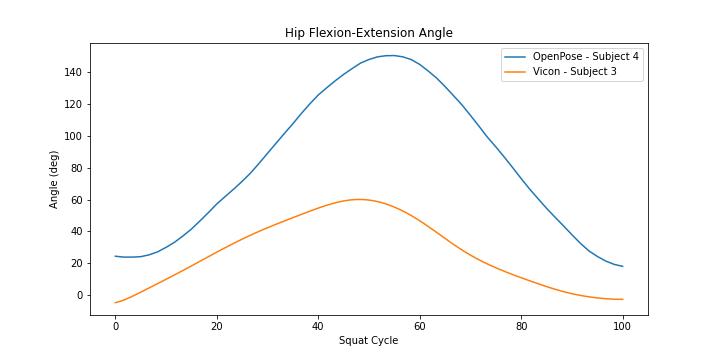 Hip Flexion-Extension Angle
OpenPose - Subject 4
Vicon - Subject 3
Angle (deg)
140
120
100
80
60
40
20
0
0 20 40 60 80 100
Squat Cycle